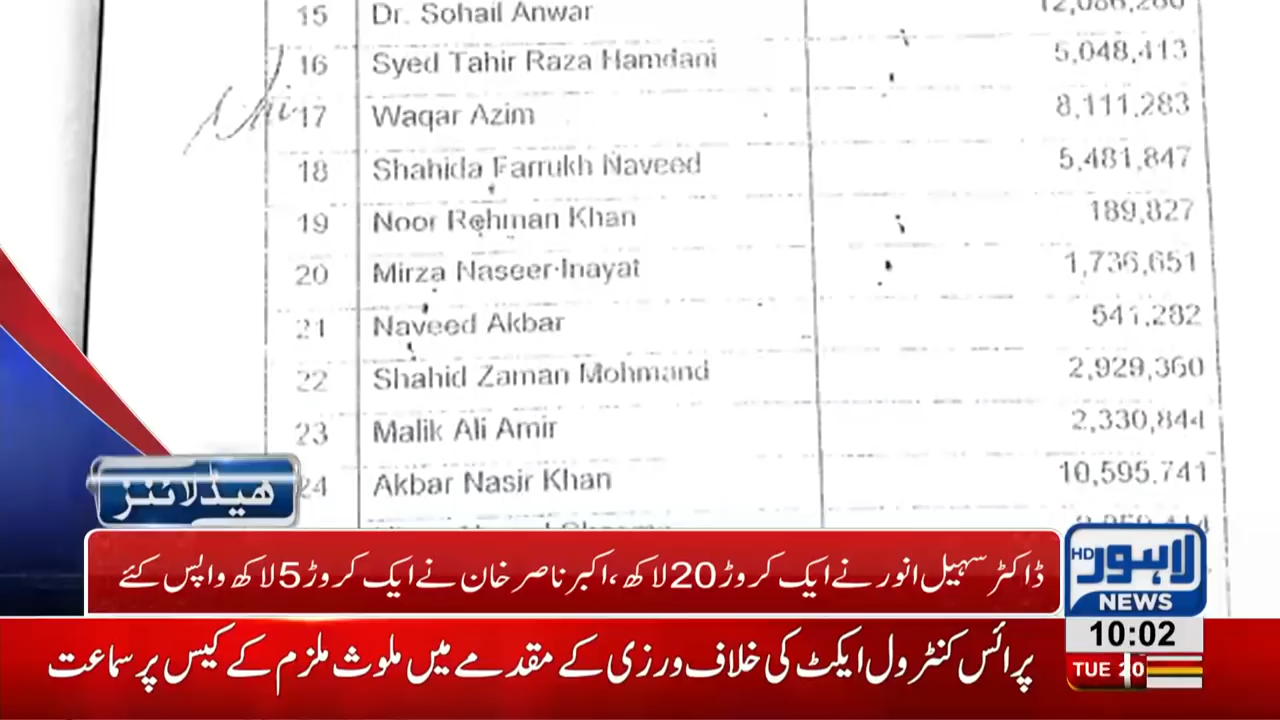 15 Dr. Sohail Anwar 12,086,260
16 Syed Tahir Raza Hamdani 5,048,413
17 Waqar Azim 8,111,283
18 Shahida Farrukh Naveed 5,481,847
19 Noor Rehman Khan 189,827
20 Mirza Naseer Inayat 1,736,651
21 Naveed Akbar 541,282
22 Shahid Zaman Mohmand 2,929,360
23 Malik Ali Amir 2,330,844
24 Akbar Nasir Khan 10,595,741
ہیڈلائنز
ڈاکٹر سہیل انور نے ایک کروڑ 20 لاکھ، اکبر ناصر خان نے ایک کروڑ 5 لاکھ واپس کئے
لاہور HD
NEWS
10:02
TUE 20
پرائس کنٹرول ایکٹ کی خلاف ورزی کے مقدمے میں ملوث ملزم کے کیس پر سماعت